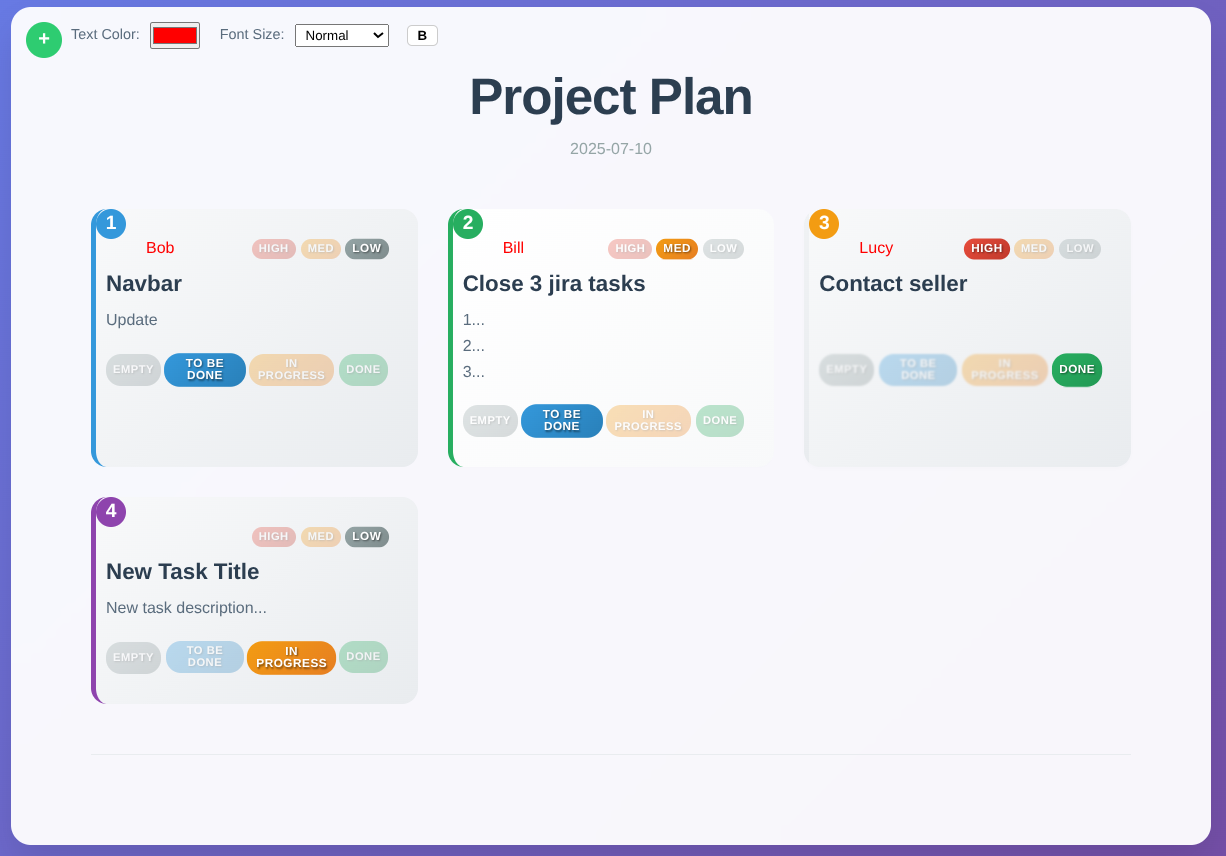 + Text Color: Font Size: Normal B
Project Plan
2025-07-10
1
Bob HIGH MED LOW
Navbar
Update
EMPTY TO BE DONE IN PROGRESS DONE
2
Bill HIGH MED LOW
Close 3 jira tasks
1...
2...
3...
EMPTY TO BE DONE IN PROGRESS DONE
3
Lucy HIGH MED LOW
Contact seller
EMPTY TO BE DONE IN PROGRESS DONE
4
HIGH MED LOW
New Task Title
New task description...
EMPTY TO BE DONE IN PROGRESS DONE